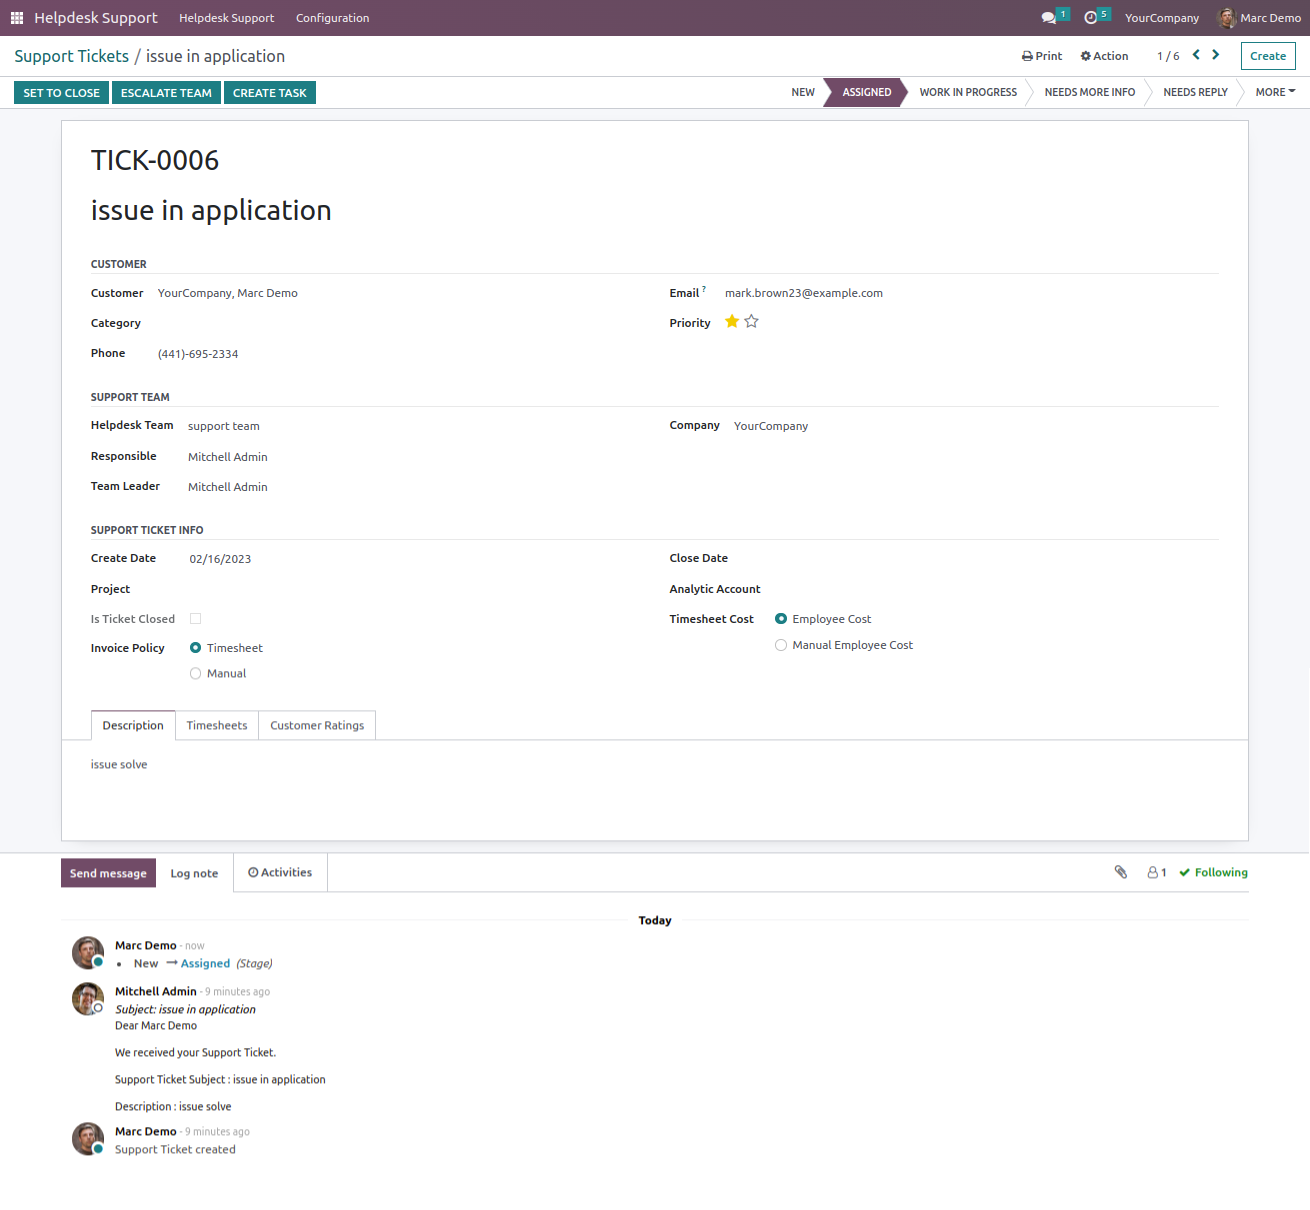 Helpdesk Support Helpdesk Support Configuration 1 5 YourCompany Marc Demo
Support Tickets / issue in application Print Action 1 / 6 Create
SET TO CLOSE ESCALATE TEAM CREATE TASK NEW ASSIGNED WORK IN PROGRESS NEEDS MORE INFO NEEDS REPLY MORE
TICK-0006
issue in application
CUSTOMER
Customer YourCompany, Marc Demo Email ? mark.brown23@example.com
Category Priority
Phone (441)-695-2334
SUPPORT TEAM
Helpdesk Team support team Company YourCompany
Responsible Mitchell Admin
Team Leader Mitchell Admin
SUPPORT TICKET INFO
Create Date 02/16/2023 Close Date
Project Analytic Account
Is Ticket Closed Timesheet Cost Employee Cost
Invoice Policy Timesheet Manual Employee Cost
Manual
Description Timesheets Customer Ratings
issue solve
Send message Log note Activities 1 Following
Today
Marc Demo - now
• New → Assigned (Stage)
Mitchell Admin - 9 minutes ago
Subject: issue in application
Dear Marc Demo
We received your Support Ticket.
Support Ticket Subject : issue in application
Description : issue solve
Marc Demo - 9 minutes ago
Support Ticket created